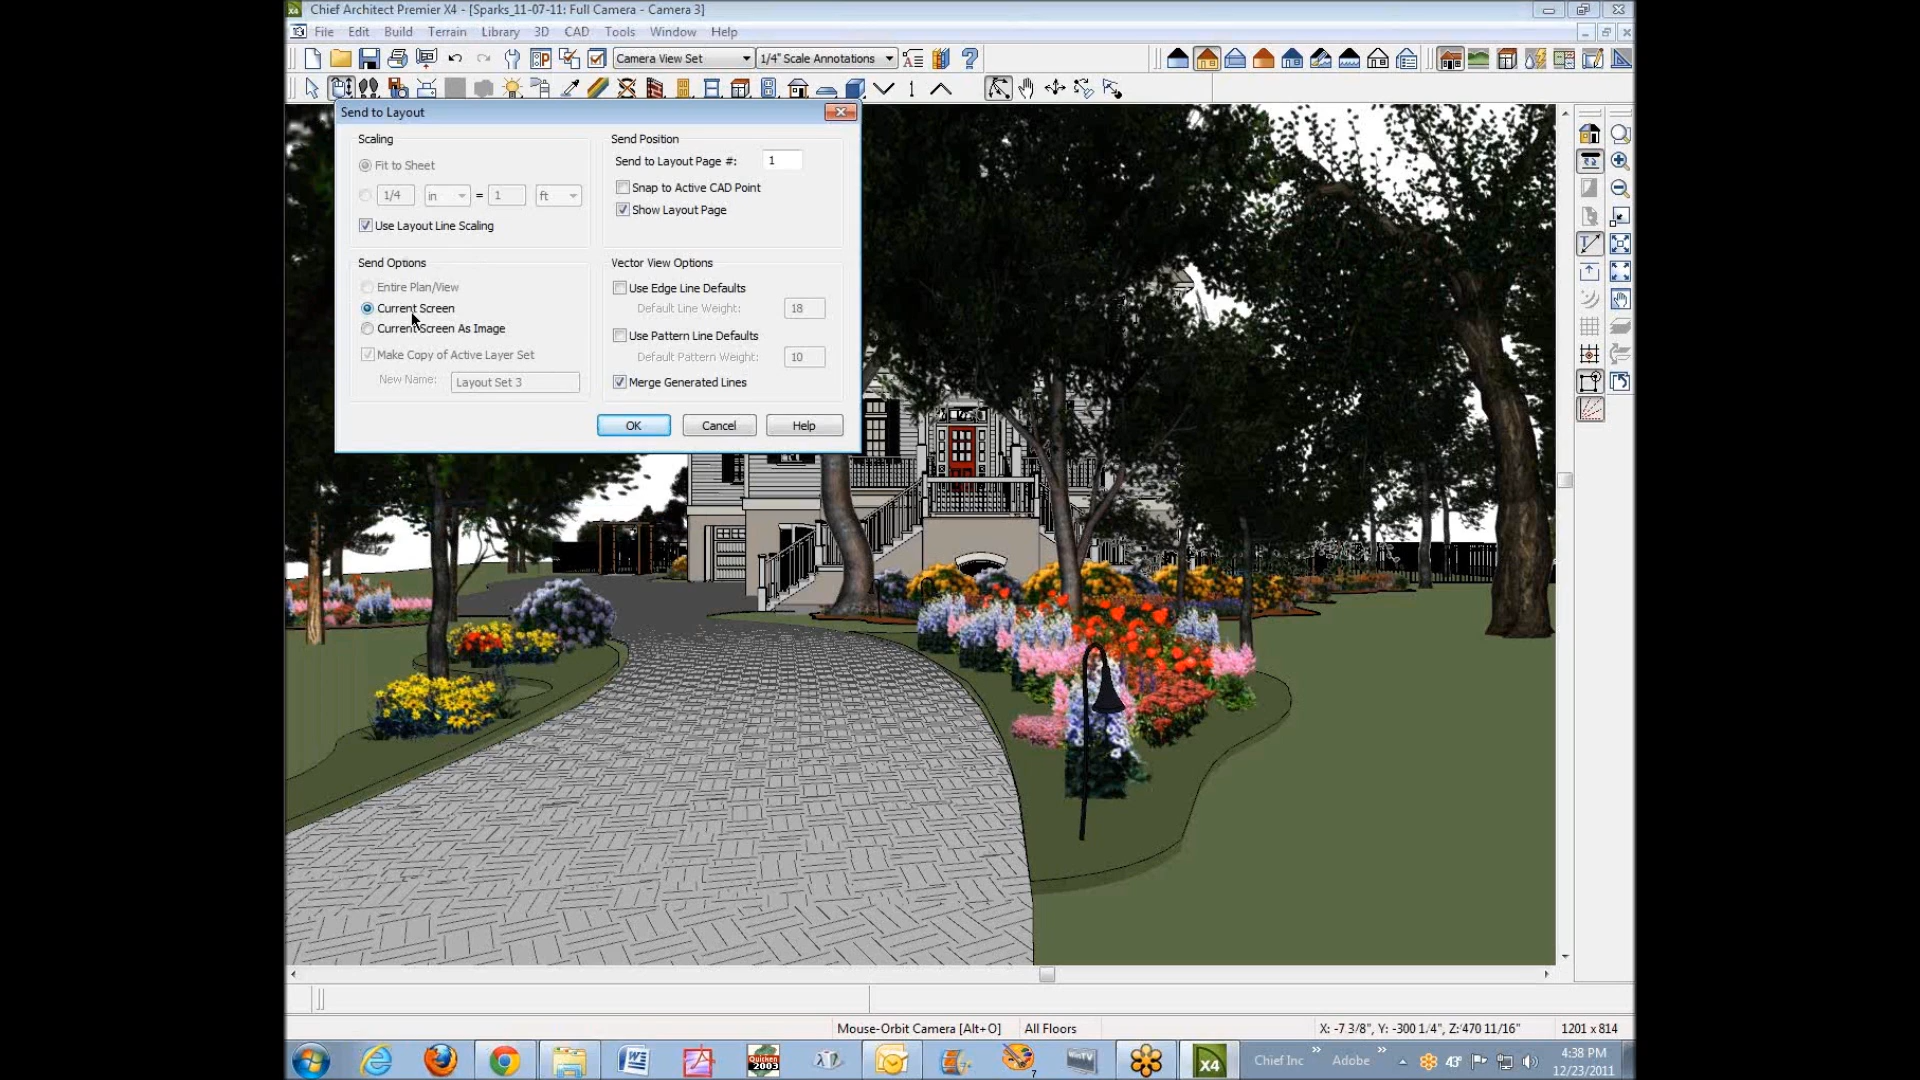 Chief Architect Premier X4 - [Sparks_11-07-11: Full Camera - Camera 3]
File Edit Build Terrain Library 3D CAD Tools Window Help
Camera View Set
1/4" Scale Annotations
Send to Layout
Scaling
Fit to Sheet
1/4 in = 1 ft
Use Layout Line Scaling
Send Position
Send to Layout Page #: 1
Snap to Active CAD Point
Show Layout Page
Send Options
Entire Plan/View
Current Screen
Current Screen As Image
Make Copy of Active Layer Set
New Name: Layout Set 3
Vector View Options
Use Edge Line Defaults
Default Line Weight: 18
Use Pattern Line Defaults
Default Pattern Weight: 10
Merge Generated Lines
OK Cancel Help
Mouse-Orbit Camera [Alt+O] All Floors X: -7 3/8", Y: -300 1/4", Z:470 11/16" 1201 x 814
Quicken 2003
WinTV
7
X4
Chief Inc » Adobe » 43° 4:38 PM
12/23/2011